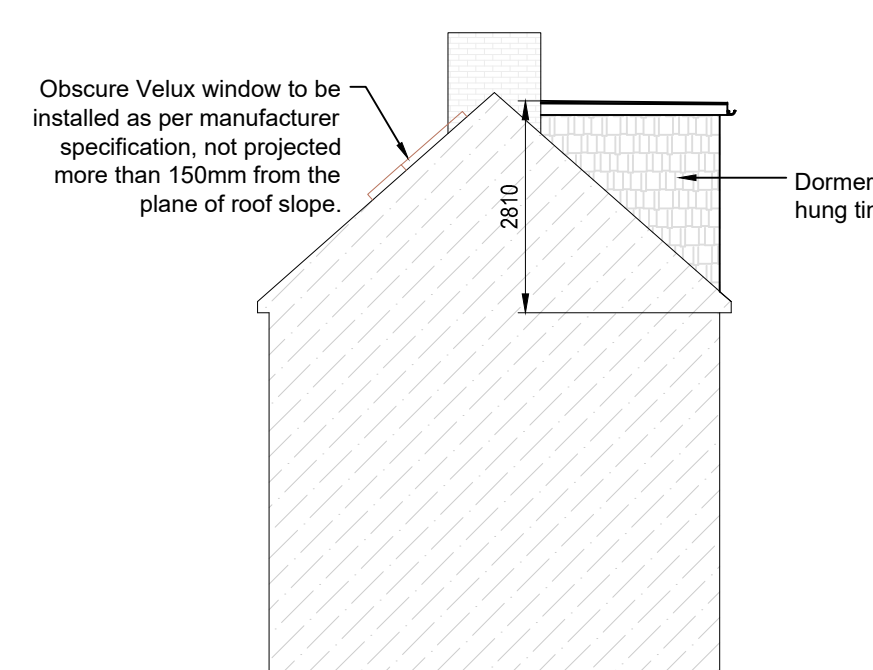 Obscure Velux window to be
installed as per manufacturer
specification, not projected
more than 150mm from the
plane of roof slope.
2810
Dormer
hung